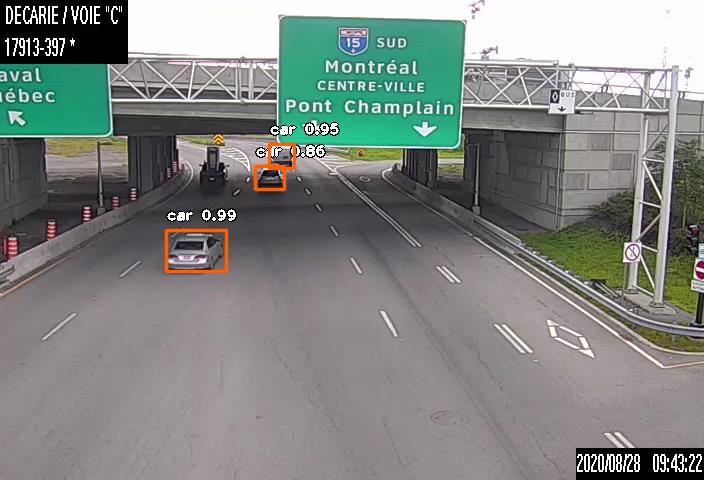 DECARIE / VOIE "C"
17913-397 *
aval
uébec
15 SUD
Montréal
CENTRE-VILLE
Pont Champlain
BUS
car 0.95
car 0.86
car 0.99
2020/08/28 09:43:22